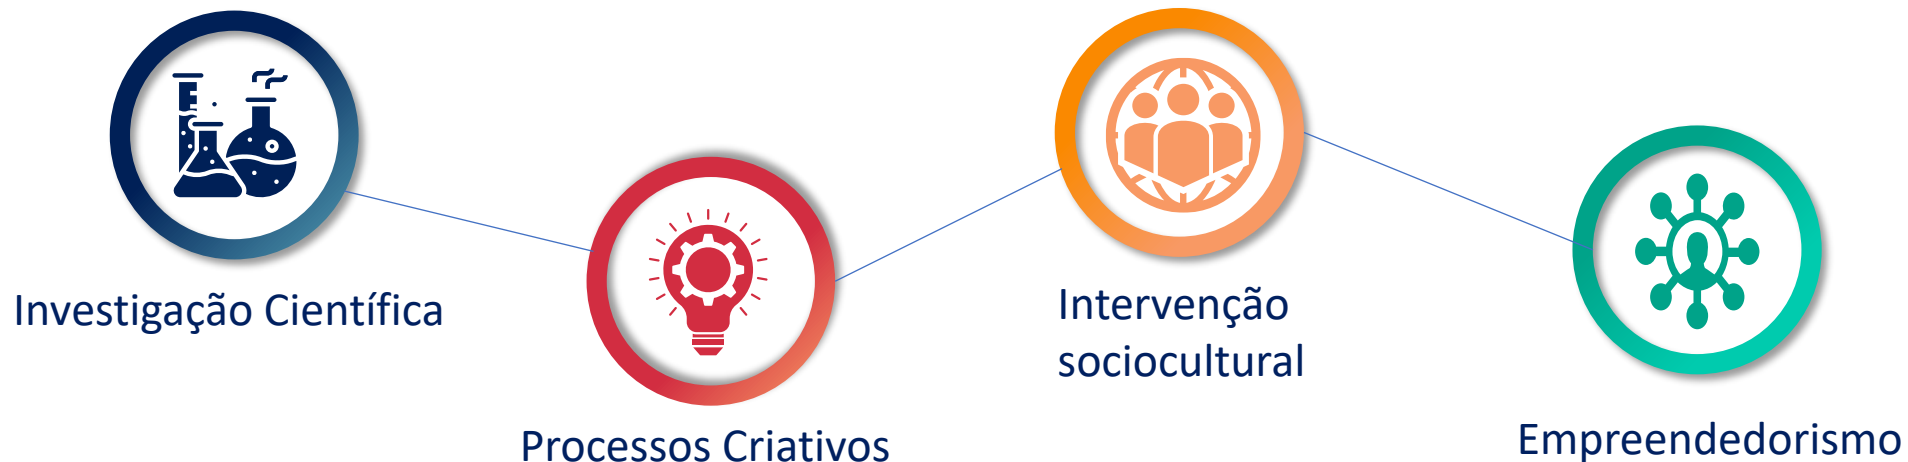 Investigação Científica
Processos Criativos
Intervenção
sociocultural
Empreendedorismo